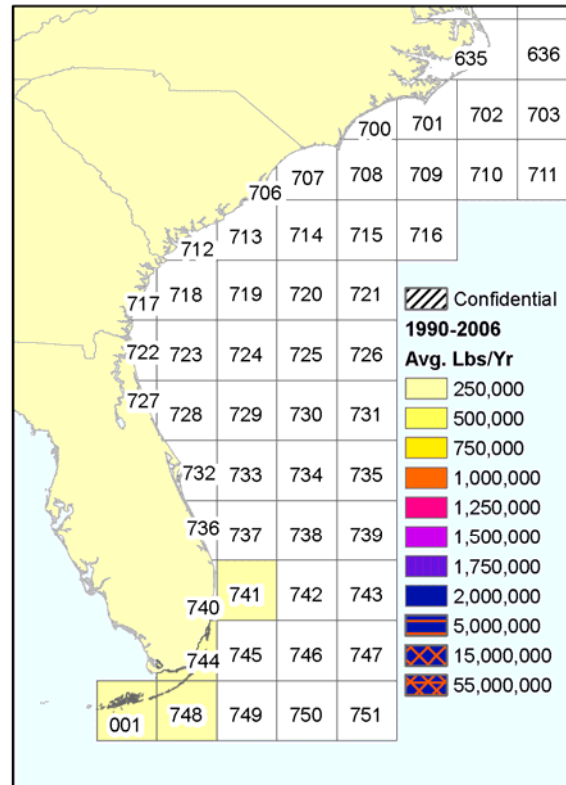 635 636
700 701 702 703
706 707 708 709 710 711
712 713 714 715 716
717 718 719 720 721
722 723 724 725 726
727 728 729 730 731
732 733 734 735
736 737 738 739
740 741 742 743
744 745 746 747
001 748 749 750 751
Confidential
1990-2006
Avg. Lbs/Yr
250,000
500,000
750,000
1,000,000
1,250,000
1,500,000
1,750,000
2,000,000
5,000,000
15,000,000
55,000,000